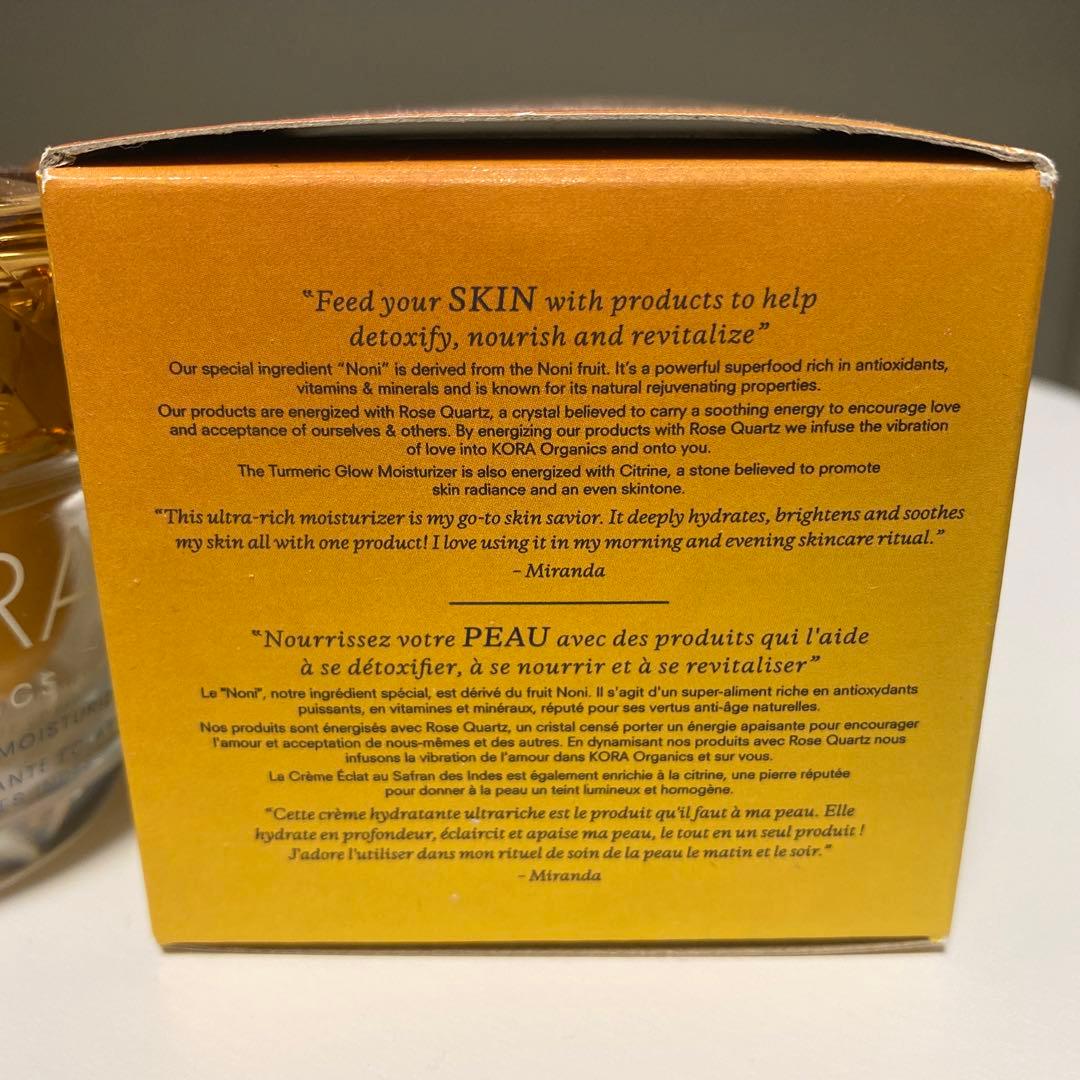 "Feed your SKIN with products to help
detoxify, nourish and revitalize"
Our special ingredient "Noni" is derived from the Noni fruit. It's a powerful superfood rich in antioxidants,
vitamins & minerals and is known for its natural rejuvenating properties.
Our products are energized with Rose Quartz, a crystal believed to carry a soothing energy to encourage love
and acceptance of ourselves & others. By energizing our products with Rose Quartz we infuse the vibration
of love into KORA Organics and onto you.
The Turmeric Glow Moisturizer is also energized with Citrine, a stone believed to promote
skin radiance and an even skintone.
"This ultra-rich moisturizer is my go-to skin savior. It deeply hydrates, brightens and soothes
my skin all with one product! I love using it in my morning and evening skincare ritual."
– Miranda
"Nourrissez votre PEAU avec des produits qui l'aide
à se détoxifier, à se nourrir et à se revitaliser"
Le "Noni", notre ingrédient spécial, est dérivé du fruit Noni. Il s'agit d'un super-aliment riche en antioxydants
puissants, en vitamines et minéraux, réputé pour ses vertus anti-âge naturelles.
Nos produits sont énergisés avec Rose Quartz, un cristal censé porter un énergie apaisante pour encourager
l'amour et acceptation de nous-mêmes et des autres. En dynamisant nos produits avec Rose Quartz nous
infusons la vibration de l'amour dans KORA Organics et sur vous.
La Crème Éclat au Safran des Indes est également enrichie à la citrine, une pierre réputée
pour donner à la peau un teint lumineux et homogène.
"Cette crème hydratante ultrariche est le produit qu'il faut à ma peau. Elle
hydrate en profondeur, éclaircit et apaise ma peau, le tout en un seul produit !
J'adore l'utiliser dans mon rituel de soin de la peau le matin et le soir."
– Miranda
RA
CS
MOISTUR